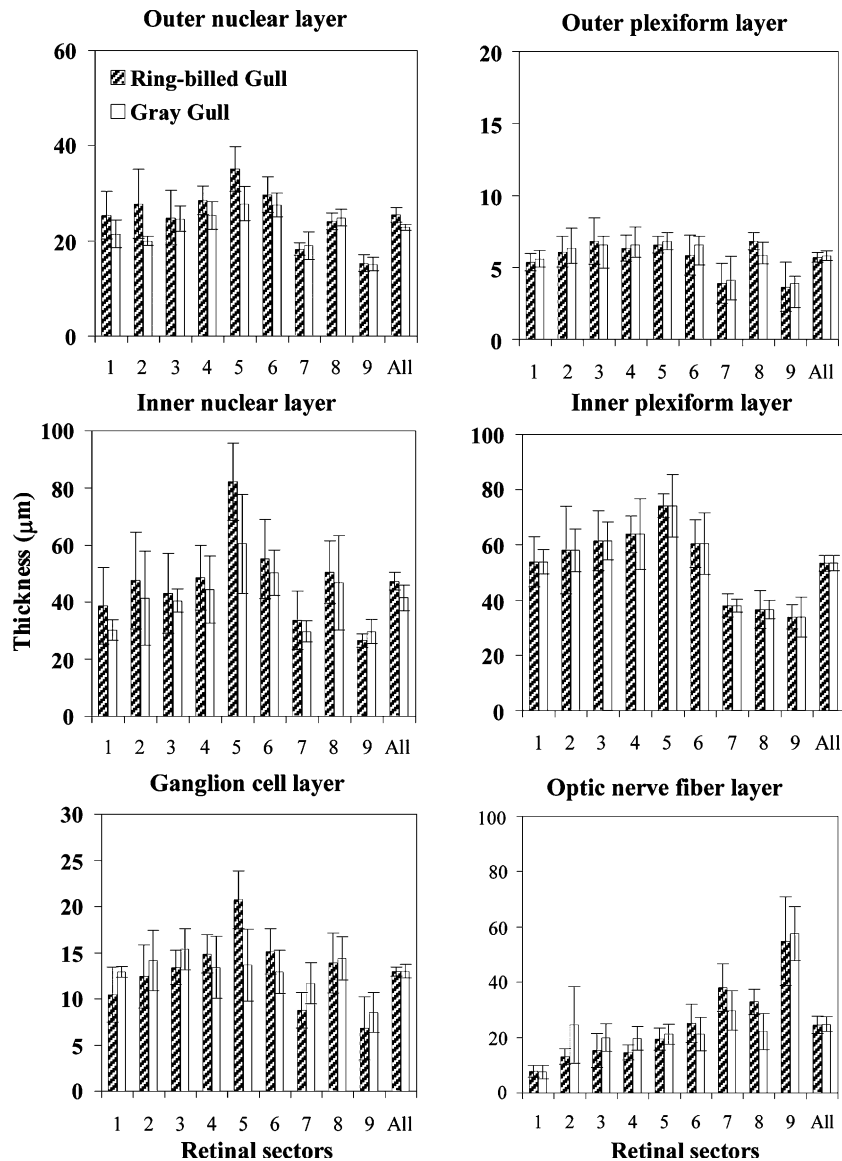 Outer nuclear layer
60
40
20
0
Ring-billed Gull
Gray Gull
1 2 3 4 5 6 7 8 9 All
Outer plexiform layer
20
15
10
5
0
1 2 3 4 5 6 7 8 9 All
Inner nuclear layer
Thickness (μm)
100
80
60
40
20
0
1 2 3 4 5 6 7 8 9 All
Inner plexiform layer
100
80
60
40
20
0
1 2 3 4 5 6 7 8 9 All
Ganglion cell layer
30
25
20
15
10
5
0
1 2 3 4 5 6 7 8 9 All
Retinal sectors
Optic nerve fiber layer
100
80
60
40
20
0
1 2 3 4 5 6 7 8 9 All
Retinal sectors